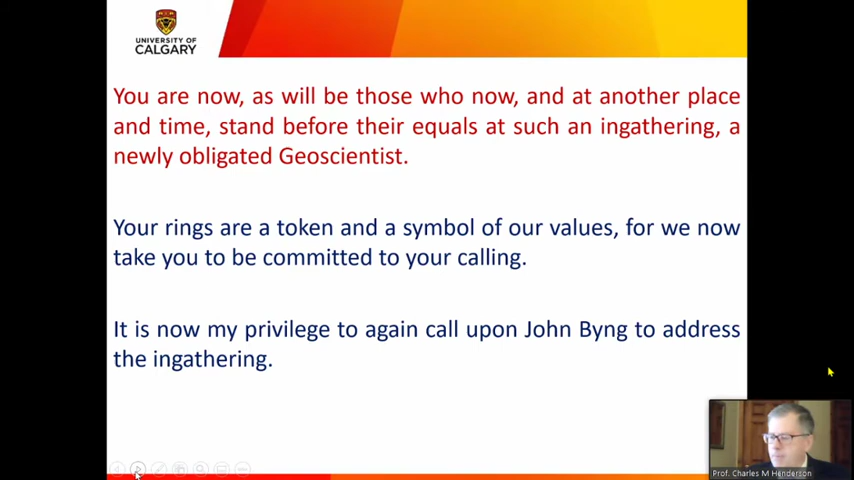 UNIVERSITY OF
CALGARY
You are now, as will be those who now, and at another place
and time, stand before their equals at such an ingathering, a
newly obligated Geoscientist.
Your rings are a token and a symbol of our values, for we now
take you to be committed to your calling.
It is now my privilege to again call upon John Byng to address
the ingathering.
Prof. Charles M Henderson